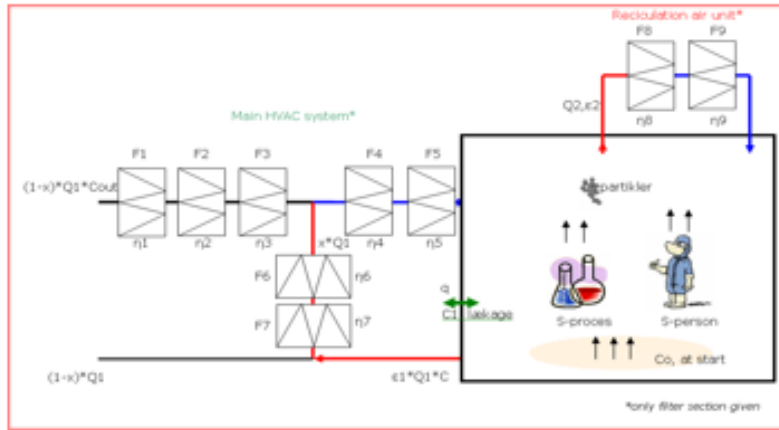 Reciculation air unit*
F8
F9
Q2,ε2
η8
η9
Main HVAC system*
F1
F2
F3
F4
F5
(1-x)*Q1*Cout
partikler
η1
η2
η3
x*Q1
η4
η5
F6
η6
q
F7
η7
C1, lækage
S-proces
S-person
Co, at start
(1-x)*Q1
ε1*Q1*C
*only filter section given